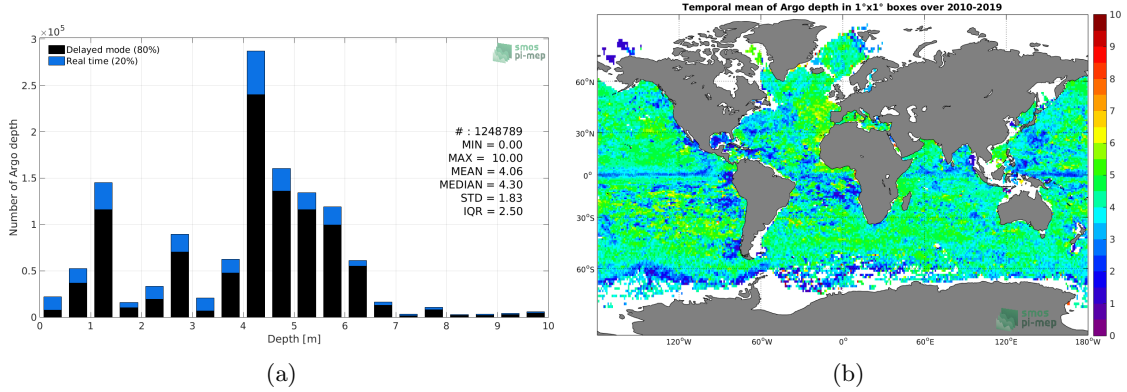 Delayed mode (80%)
Real time (20%)
smos
pi-mep
# : 1248789
MIN = 0.00
MAX = 10.00
MEAN = 4.06
MEDIAN = 4.30
STD = 1.83
IQR = 2.50
Number of Argo depth
×10⁵
3
2.5
2
1.5
1
0.5
0
0 1 2 3 4 5 6 7 8 9 10
Depth [m]
(a)
Temporal mean of Argo depth in 1°x1° boxes over 2010-2019
60°N
30°N
0°
30°S
60°S
120°W 60°W 0° 60°E 120°E 180°E
smos
pi-mep
10
9
8
7
6
5
4
3
2
1
0
(b)